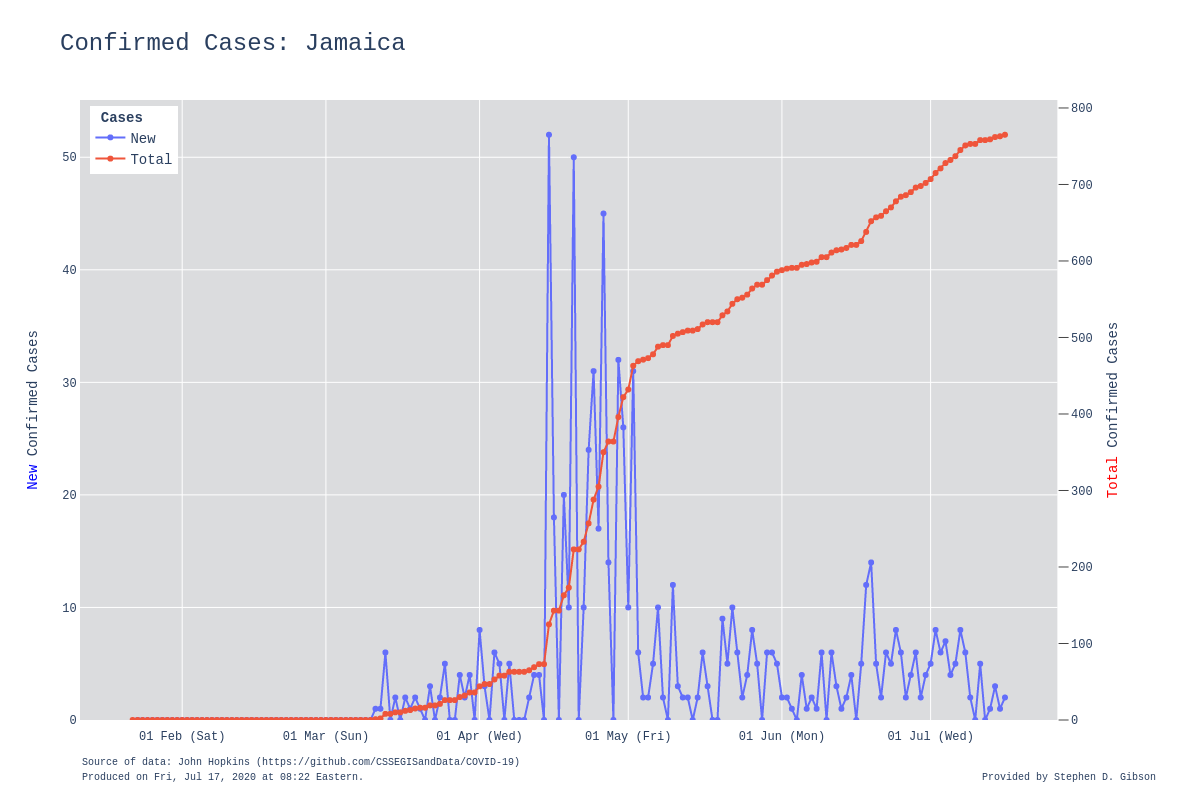 Confirmed Cases: Jamaica
Cases
New
Total
50
40
30
20
10
0
800
700
600
500
400
300
200
100
0
New Confirmed Cases
Total Confirmed Cases
01 Feb (Sat) 01 Mar (Sun) 01 Apr (Wed) 01 May (Fri) 01 Jun (Mon) 01 Jul (Wed)
Source of data: John Hopkins (https://github.com/CSSEGISandData/COVID-19)
Produced on Fri, Jul 17, 2020 at 08:22 Eastern.
Provided by Stephen D. Gibson